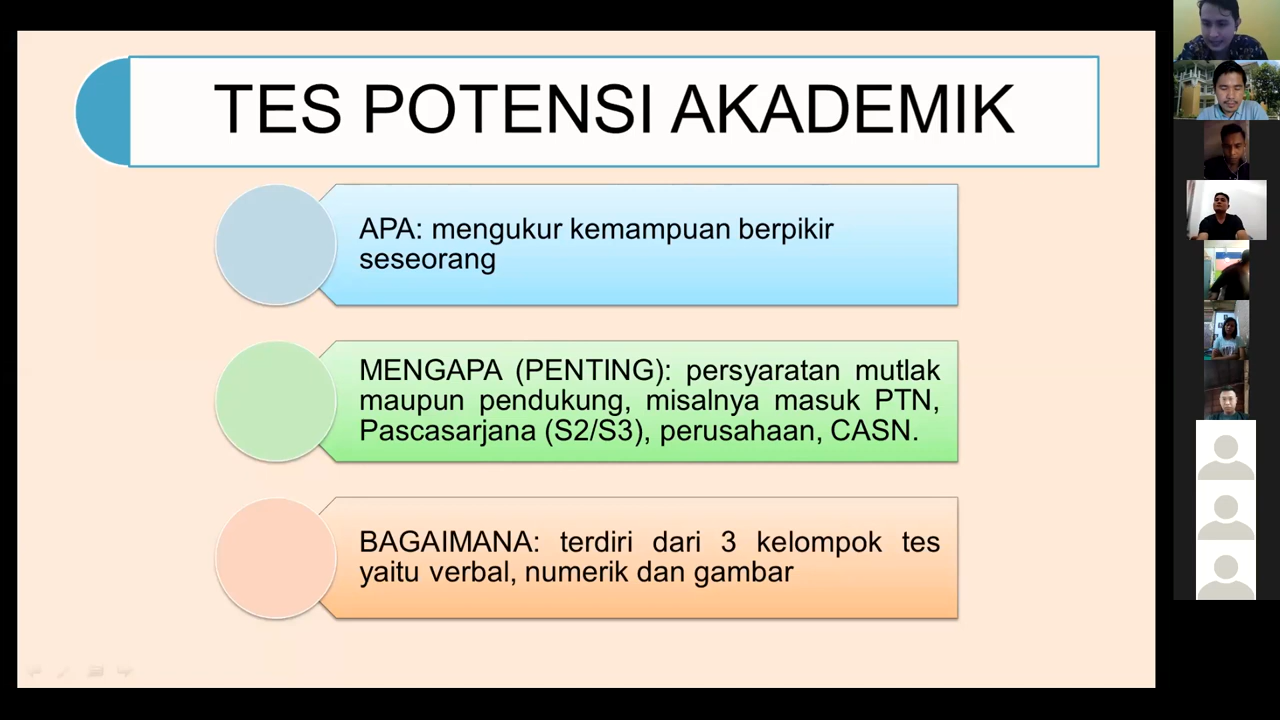 TES POTENSI AKADEMIK
APA: mengukur kemampuan berpikir
seseorang
MENGAPA (PENTING): persyaratan mutlak
maupun pendukung, misalnya masuk PTN,
Pascasarjana (S2/S3), perusahaan, CASN.
BAGAIMANA: terdiri dari 3 kelompok tes
yaitu verbal, numerik dan gambar